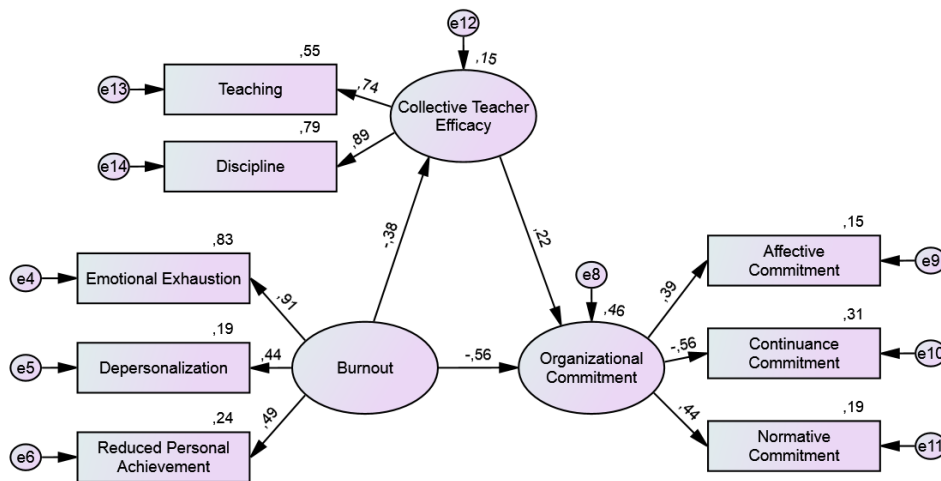 e12
,55
,15
e13
Teaching
,74
Collective Teacher
Efficacy
,79
,89
e14
Discipline
-,38
,22
,83
,15
e4
Emotional Exhaustion
,91
e8
Affective
Commitment
e9
,39
,46
,19
,31
e5
Depersonalization
,44
Burnout
-,56
Organizational
Commitment
-,56
Continuance
Commitment
e10
,24
,49
,44
,19
e6
Reduced Personal
Achievement
Normative
Commitment
e11